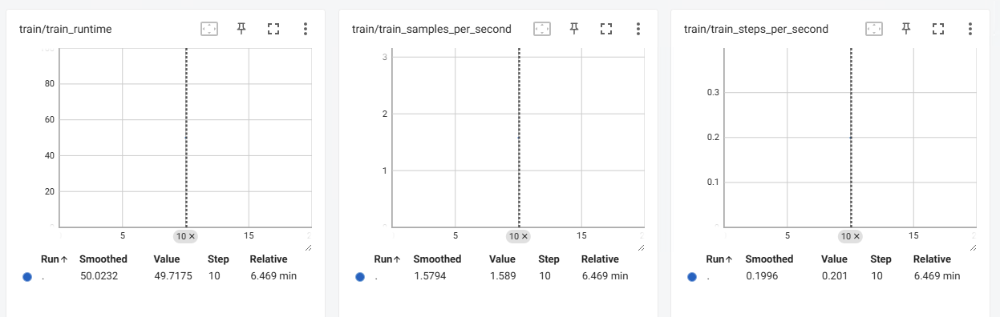 train/train_runtime
80
60
40
20
5
10 ×
15
Run↑ Smoothed Value Step Relative
. 50.0232 49.7175 10 6.469 min
train/train_samples_per_second
3
2
1
5
10 ×
15
Run↑ Smoothed Value Step Relative
. 1.5794 1.589 10 6.469 min
train/train_steps_per_second
0.3
0.2
0.1
5
10 ×
15
Run↑ Smoothed Value Step Relative
. 0.1996 0.201 10 6.469 min